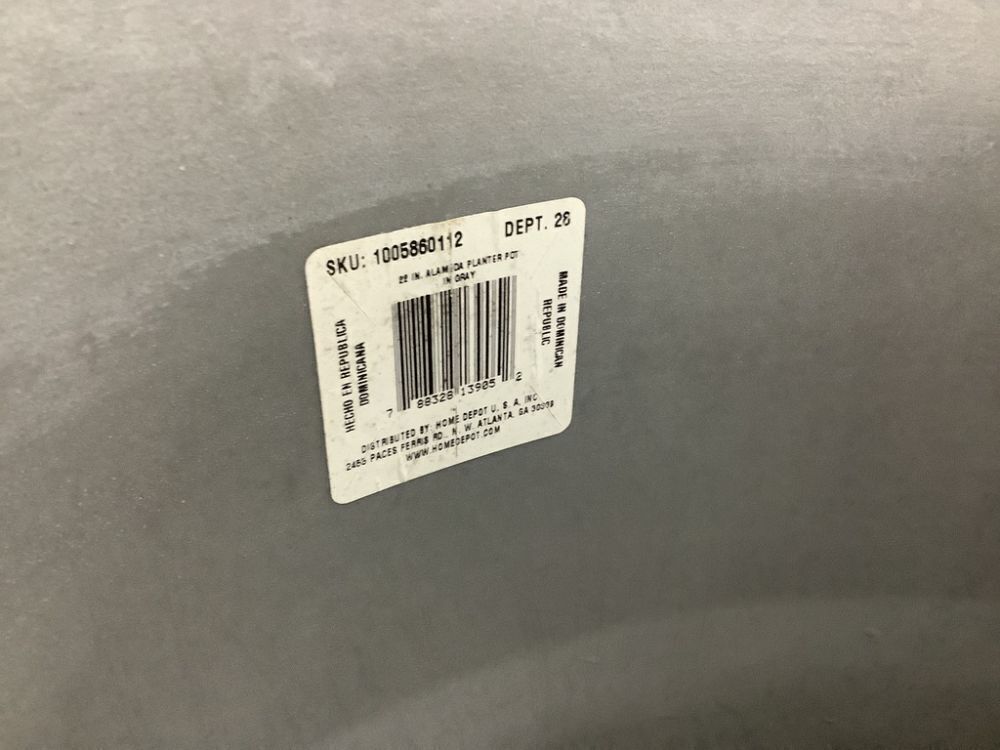 SKU: 1005860112 DEPT. 28
22 IN. ALAMEDA PLANTER POT
IN GRAY
HECHO EN REPUBLICA
DOMINICANA
MADE IN DOMINICAN
REPUBLIC
7 88328 13905 2
DISTRIBUTED BY: HOME DEPOT U. S. A. INC
2455 PACES FERRIS RD., N. W. ATLANTA, GA 30339
WWW.HOMEDEPOT.COM